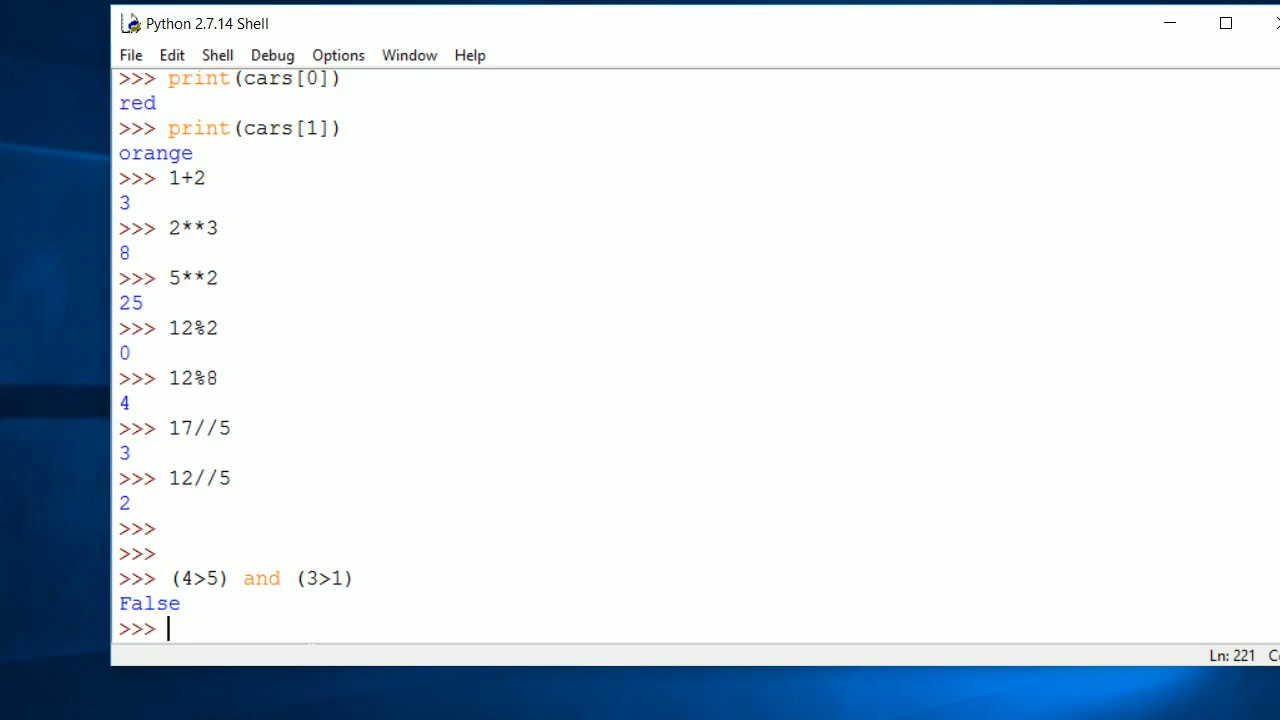 Python 2.7.14 Shell
File Edit Shell Debug Options Window Help
>>> print(cars[0])
red
>>> print(cars[1])
orange
>>> 1+2
3
>>> 2**3
8
>>> 5**2
25
>>> 12%2
0
>>> 12%8
4
>>> 17//5
3
>>> 12//5
2
>>>
>>>
>>> (4>5) and (3>1)
False
>>>
Ln: 221